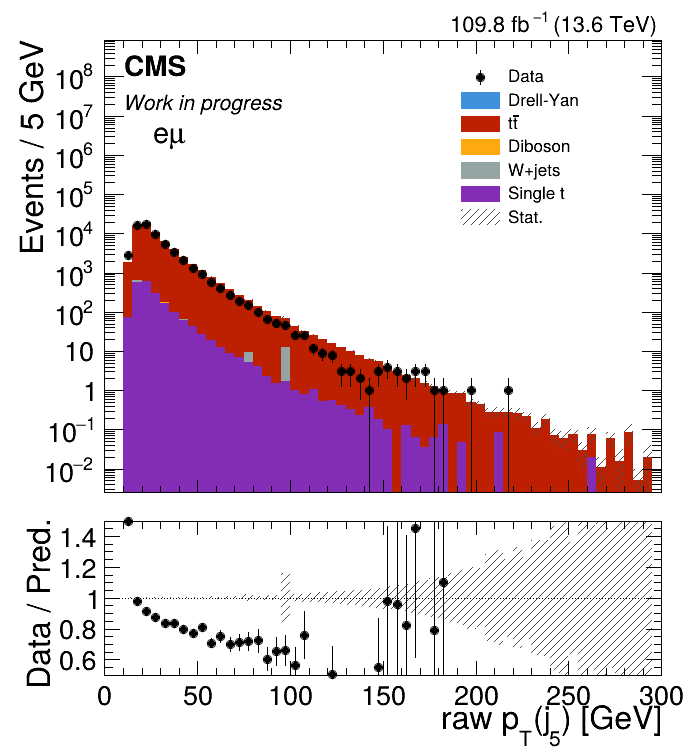 109.8 fb⁻¹ (13.6 TeV)
CMS
Work in progress
eμ
Data
Drell-Yan
tt̅
Diboson
W+jets
Single t
Stat.
Events / 5 GeV
10⁸
10⁷
10⁶
10⁵
10⁴
10³
10²
10
1
10⁻¹
10⁻²
Data / Pred.
1.4
1.2
1
0.8
0.6
0 50 100 150 200 250 300
raw p_T(j_5) [GeV]